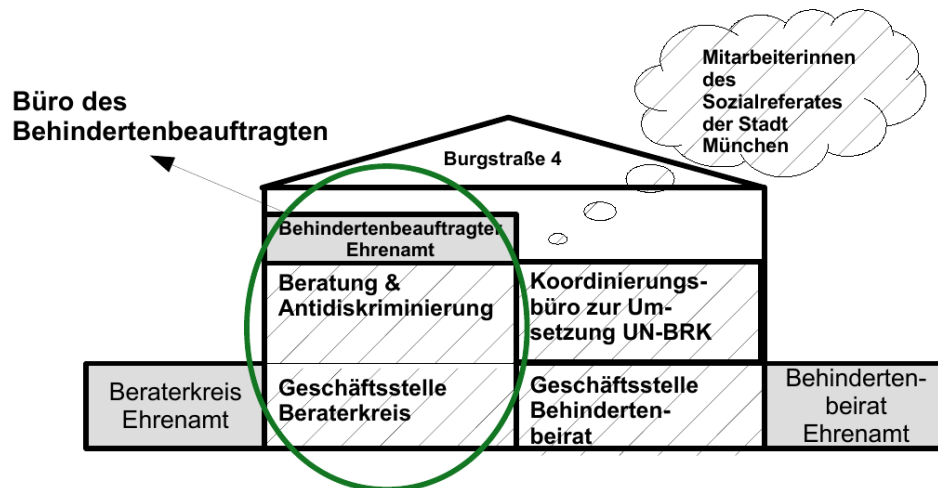 Mitarbeiterinnen
des
Sozialreferates
der Stadt
München
Büro des
Behindertenbeauftragten
Burgstraße 4
Behindertenbeauftragter
Ehrenamt
Beratung &
Antidiskriminierung
Koordinierungs-
büro zur Um-
setzung UN-BRK
Beraterkreis
Ehrenamt
Geschäftsstelle
Beraterkreis
Geschäftsstelle
Behinderten-
beirat
Behinderten-
beirat
Ehrenamt